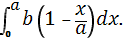 ∫₀ᵃ b (1 − x/a) dx.